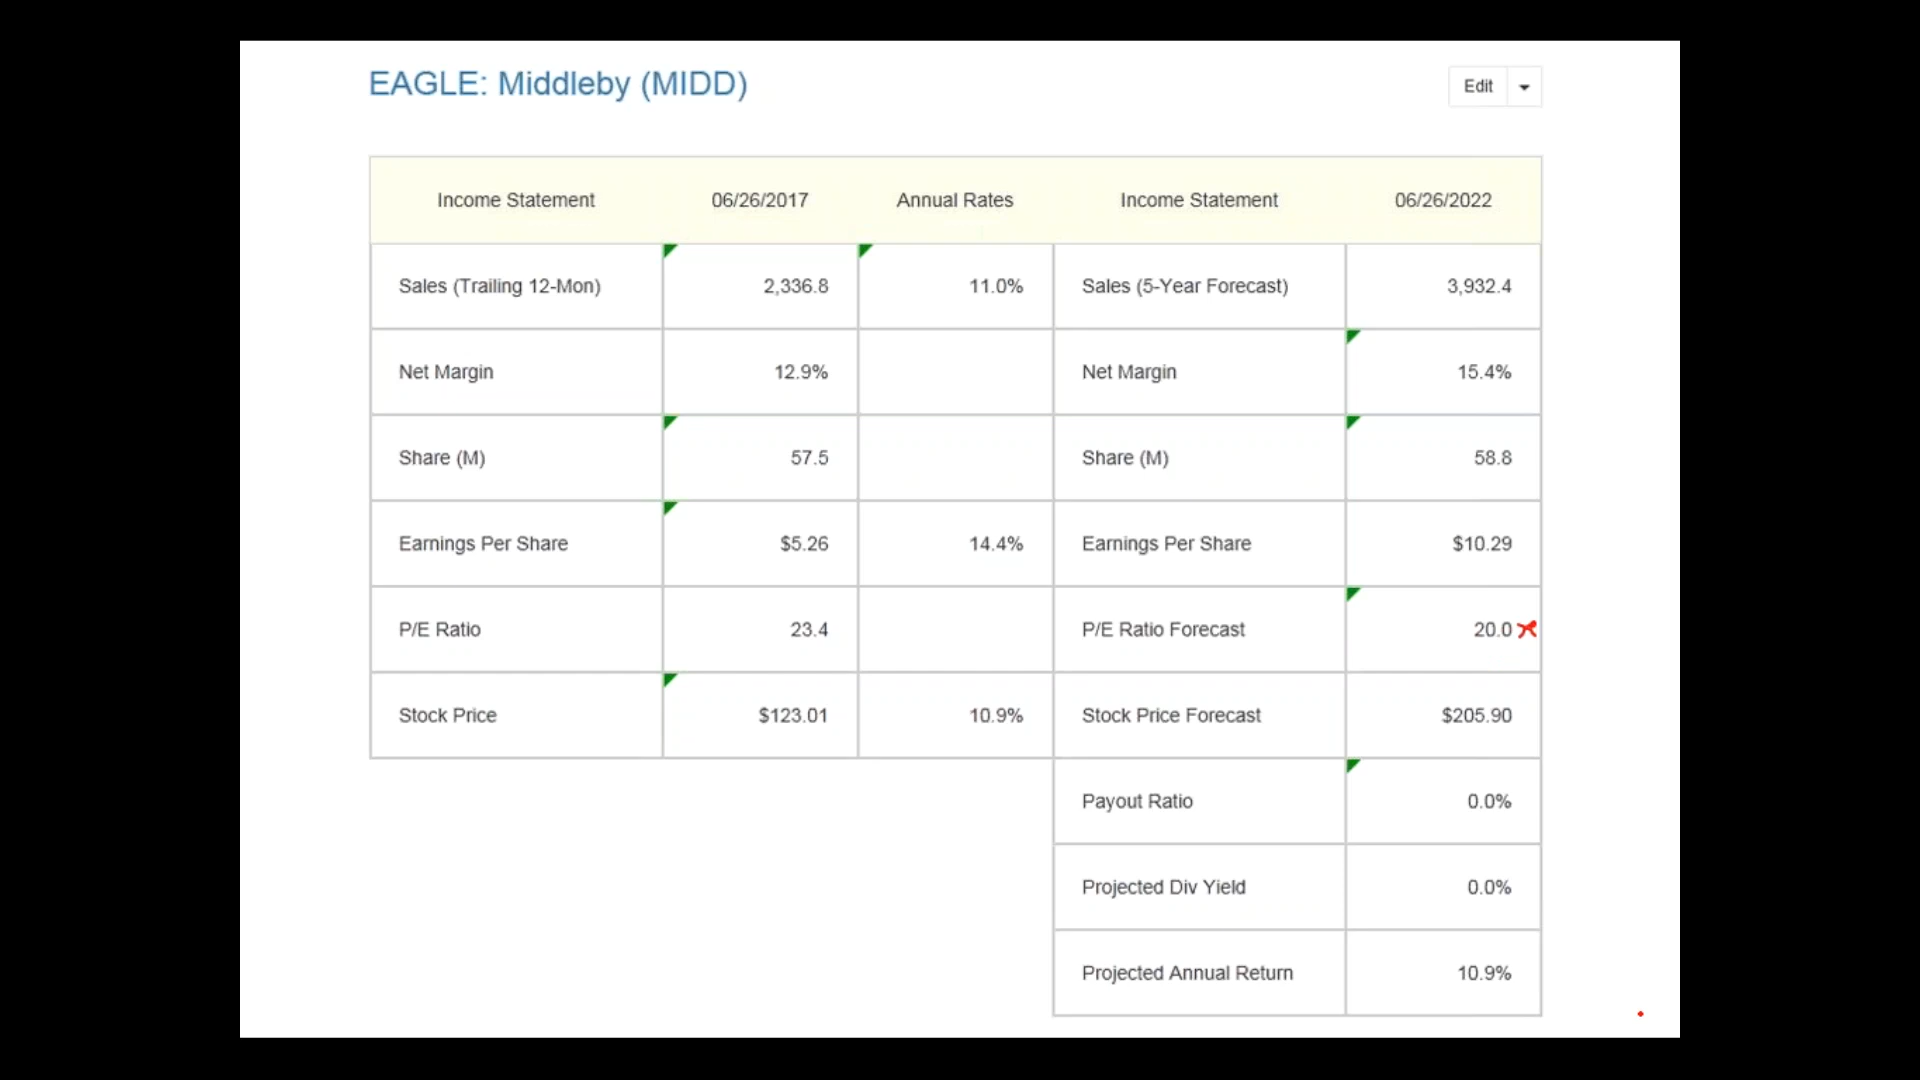 EAGLE: Middleby (MIDD)
Edit
Income Statement 06/26/2017 Annual Rates Income Statement 06/26/2022
Sales (Trailing 12-Mon) 2,336.8 11.0% Sales (5-Year Forecast) 3,932.4
Net Margin 12.9% Net Margin 15.4%
Share (M) 57.5 Share (M) 58.8
Earnings Per Share $5.26 14.4% Earnings Per Share $10.29
P/E Ratio 23.4 P/E Ratio Forecast 20.0
Stock Price $123.01 10.9% Stock Price Forecast $205.90
Payout Ratio 0.0%
Projected Div Yield 0.0%
Projected Annual Return 10.9%